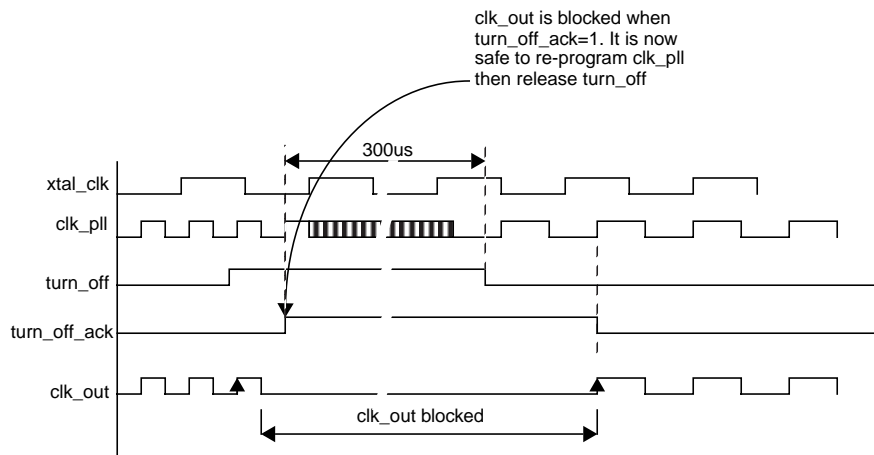 clk_out is blocked when
turn_off_ack=1. It is now
safe to re-program clk_pll
then release turn_off
300us
xtal_clk
clk_pll
turn_off
turn_off_ack
clk_out
clk_out blocked